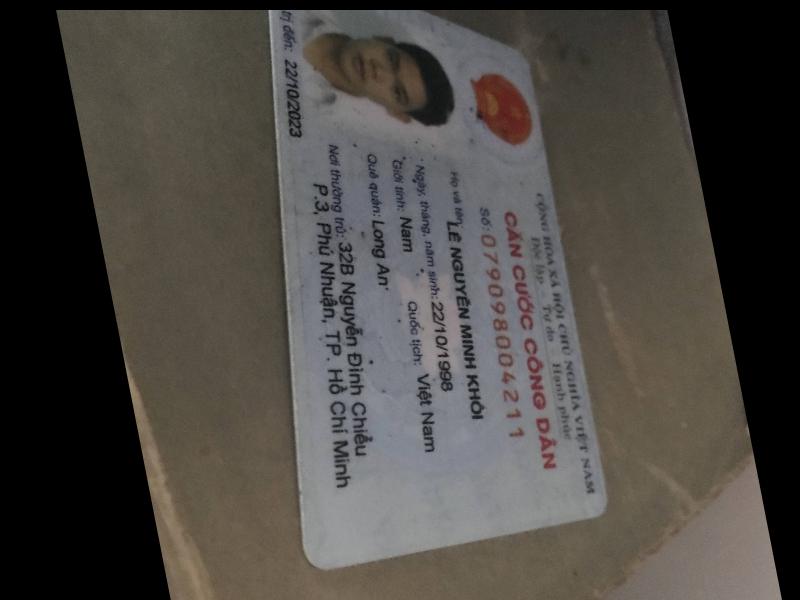 CỘNG HÒA XÃ HỘI CHỦ NGHĨA VIỆT NAM
Độc lập - Tự do - Hạnh phúc
CĂN CƯỚC CÔNG DÂN
Số: 079098004211
Họ và tên: LÊ NGUYỄN MINH KHÔI
Ngày, tháng, năm sinh: 22/10/1998
Giới tính: Nam Quốc tịch: Việt Nam
Quê quán: Long An
Nơi thường trú: 32B Nguyễn Đình Chiểu
P.3, Phú Nhuận, TP. Hồ Chí Minh
trị đến: 22/10/2023